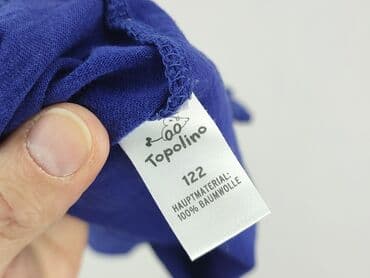 Topolino
122
HAUPTMATERIAL:
100% BAUMWOLLE